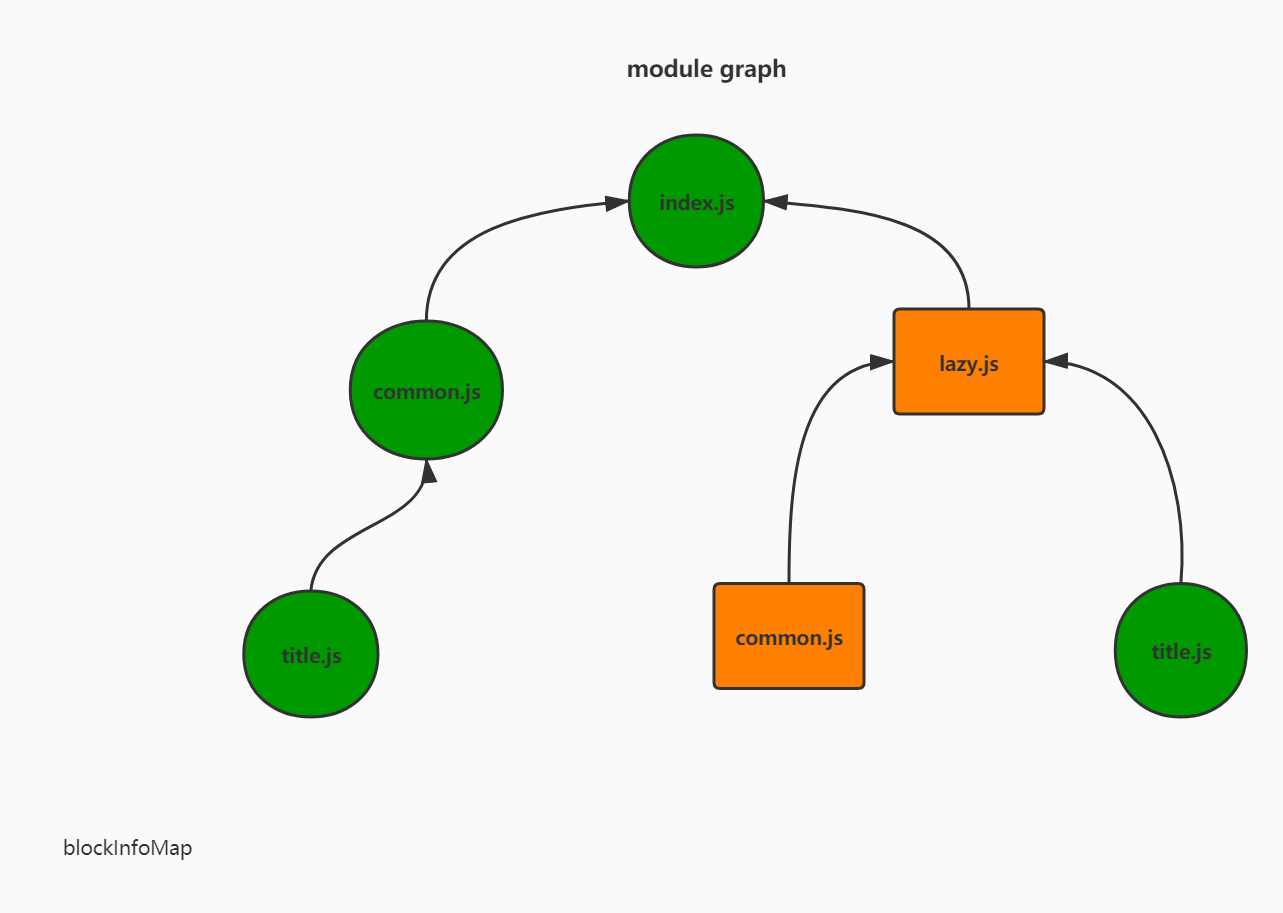 module graph
index.js
common.js
lazy.js
title.js
common.js
title.js
blockInfoMap